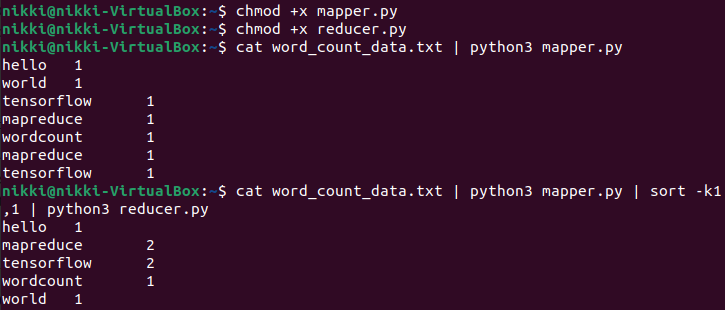 nikki@nikki-VirtualBox:~$ chmod +x mapper.py
nikki@nikki-VirtualBox:~$ chmod +x reducer.py
nikki@nikki-VirtualBox:~$ cat word_count_data.txt | python3 mapper.py
hello	1
world	1
tensorflow	1
mapreduce	1
wordcount	1
mapreduce	1
tensorflow	1
nikki@nikki-VirtualBox:~$ cat word_count_data.txt | python3 mapper.py | sort -k1
,1 | python3 reducer.py
hello	1
mapreduce	2
tensorflow	2
wordcount	1
world	1